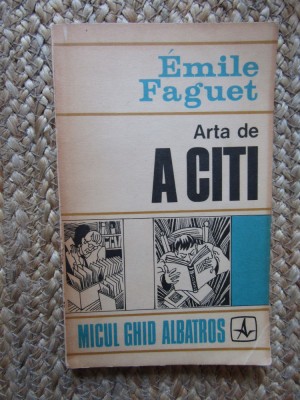 Émile
Faguet
Arta de
A CITI
MICUL GHID ALBATROS